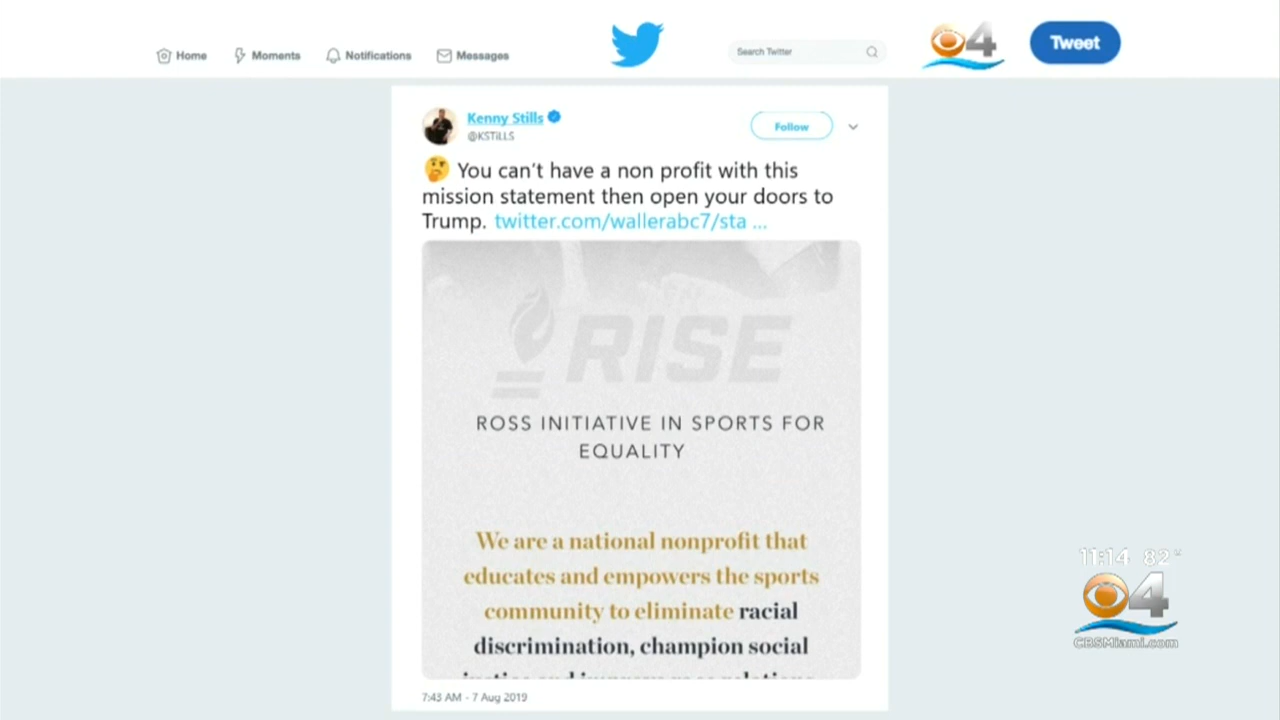 Home Moments Notifications Messages Search Twitter 4 Tweet
Kenny Stills
@KSTiLLS
Follow
You can't have a non profit with this
mission statement then open your doors to
Trump. twitter.com/wallerabc7/sta ...
RISE
ROSS INITIATIVE IN SPORTS FOR
EQUALITY
We are a national nonprofit that
educates and empowers the sports
community to eliminate racial
discrimination, champion social
7:43 AM - 7 Aug 2019
11:14 82°
4
CBSMiami.com